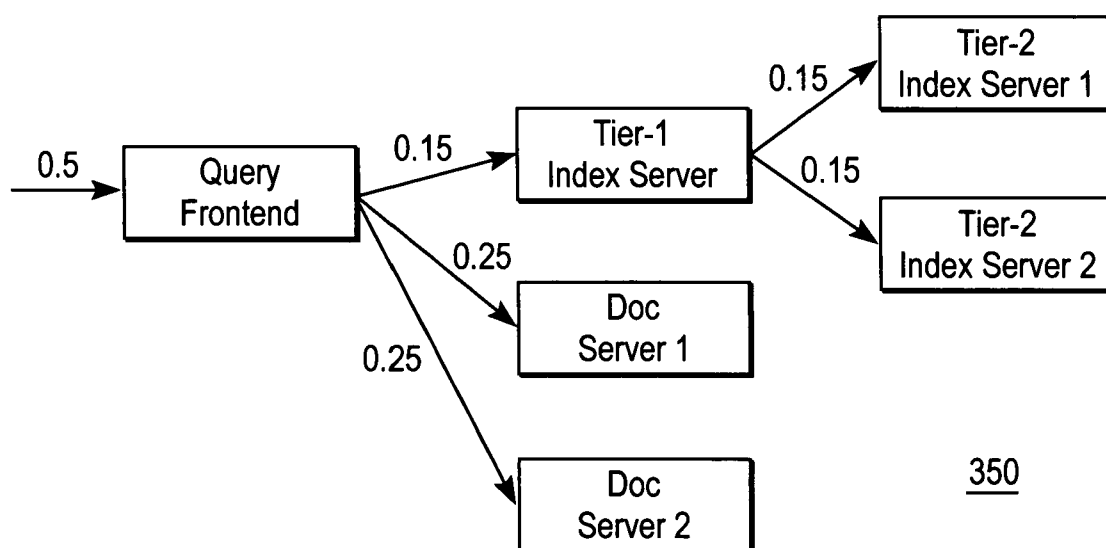 Tier-2
Index Server 1
0.15
Tier-1
Index Server
0.15
0.5
Query
Frontend
0.15
Tier-2
Index Server 2
0.25
Doc
Server 1
0.25
Doc
Server 2
350